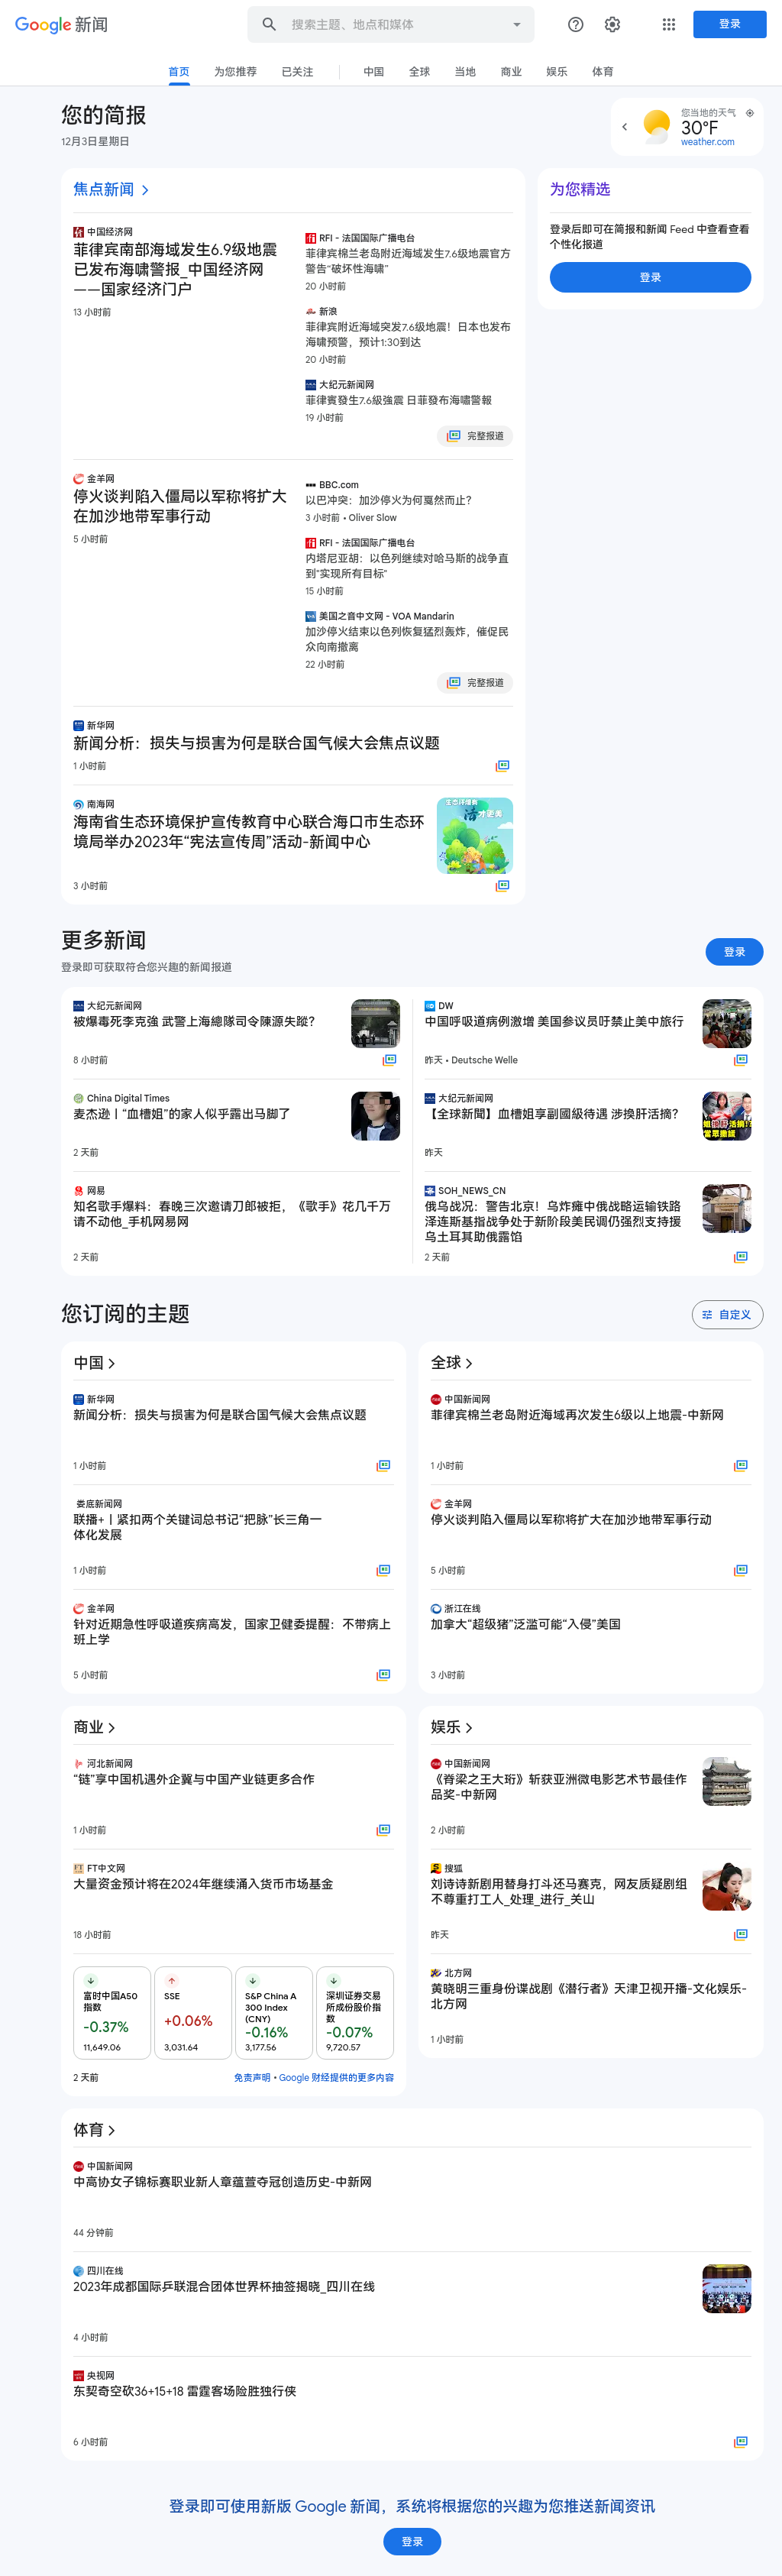 Google 新闻
搜索主题、地点和媒体
登录
首页
为您推荐
已关注
中国
全球
当地
商业
娱乐
体育
您的简报
12月3日星期日
您当地的天气
30°F
weather.com
焦点新闻
中国经济网
菲律宾南部海域发生6.9级地震
已发布海啸警报_中国经济网
——国家经济门户
13 小时前
RFI - 法国国际广播电台
菲律宾棉兰老岛附近海域发生7.6级地震官方
警告“破坏性海啸”
20 小时前
新浪
菲律宾附近海域突发7.6级地震！日本也发布
海啸预警，预计1:30到达
20 小时前
大纪元新闻网
菲律賓發生7.6級強震 日菲發布海嘯警報
19 小时前
完整报道
金羊网
停火谈判陷入僵局以军称将扩大
在加沙地带军事行动
5 小时前
BBC.com
以巴冲突：加沙停火为何戛然而止？
3 小时前 • Oliver Slow
RFI - 法国国际广播电台
内塔尼亚胡：以色列继续对哈马斯的战争直
到"实现所有目标"
15 小时前
美国之音中文网 - VOA Mandarin
加沙停火结束以色列恢复猛烈轰炸，催促民
众向南撤离
22 小时前
完整报道
新华网
新闻分析：损失与损害为何是联合国气候大会焦点议题
1 小时前
南海网
海南省生态环境保护宣传教育中心联合海口市生态环
境局举办2023年“宪法宣传周”活动-新闻中心
3 小时前
为您精选
登录后即可在简报和新闻 Feed 中查看查看
个性化报道
登录
更多新闻
登录即可获取符合您兴趣的新闻报道
登录
大纪元新闻网
被爆毒死李克強 武警上海總隊司令陳源失蹤？
8 小时前
China Digital Times
麦杰逊丨“血槽姐”的家人似乎露出马脚了
2 天前
网易
知名歌手爆料：春晚三次邀请刀郎被拒，《歌手》花几千万
请不动他_手机网易网
2 天前
DW
中国呼吸道病例激增 美国参议员吁禁止美中旅行
昨天 • Deutsche Welle
大纪元新闻网
【全球新聞】血槽姐享副國級待遇 涉換肝活摘？
昨天
SOH_NEWS_CN
俄乌战况：警告北京！乌炸瘫中俄战略运输铁路
泽连斯基指战争处于新阶段美民调仍强烈支持援
乌土耳其助俄露馅
2 天前
您订阅的主题
自定义
中国
新华网
新闻分析：损失与损害为何是联合国气候大会焦点议题
1 小时前
娄底新闻网
联播+丨紧扣两个关键词总书记“把脉”长三角一
体化发展
1 小时前
金羊网
针对近期急性呼吸道疾病高发，国家卫健委提醒：不带病上
班上学
5 小时前
全球
中国新闻网
菲律宾棉兰老岛附近海域再次发生6级以上地震-中新网
1 小时前
金羊网
停火谈判陷入僵局以军称将扩大在加沙地带军事行动
5 小时前
浙江在线
加拿大“超级猪”泛滥可能“入侵”美国
3 小时前
商业
河北新闻网
“链”享中国机遇外企冀与中国产业链更多合作
1 小时前
FT中文网
大量资金预计将在2024年继续涌入货币市场基金
18 小时前
富时中国A50
指数
-0.37%
11,649.06
SSE
+0.06%
3,031.64
S&P China A
300 Index
(CNY)
-0.16%
3,177.56
深圳证券交易
所成份股价指
数
-0.07%
9,720.57
2 天前
免责声明 • Google 财经提供的更多内容
娱乐
中国新闻网
《脊梁之王大珩》斩获亚洲微电影艺术节最佳作
品奖-中新网
2 小时前
搜狐
刘诗诗新剧用替身打斗还马赛克，网友质疑剧组
不尊重打工人_处理_进行_关山
昨天
北方网
黄晓明三重身份谍战剧《潜行者》天津卫视开播-文化娱乐-
北方网
1 小时前
体育
中国新闻网
中高协女子锦标赛职业新人章蕴萱夺冠创造历史-中新网
44 分钟前
四川在线
2023年成都国际乒联混合团体世界杯抽签揭晓_四川在线
4 小时前
央视网
东契奇空砍36+15+18 雷霆客场险胜独行侠
6 小时前
登录即可使用新版 Google 新闻，系统将根据您的兴趣为您推送新闻资讯
登录